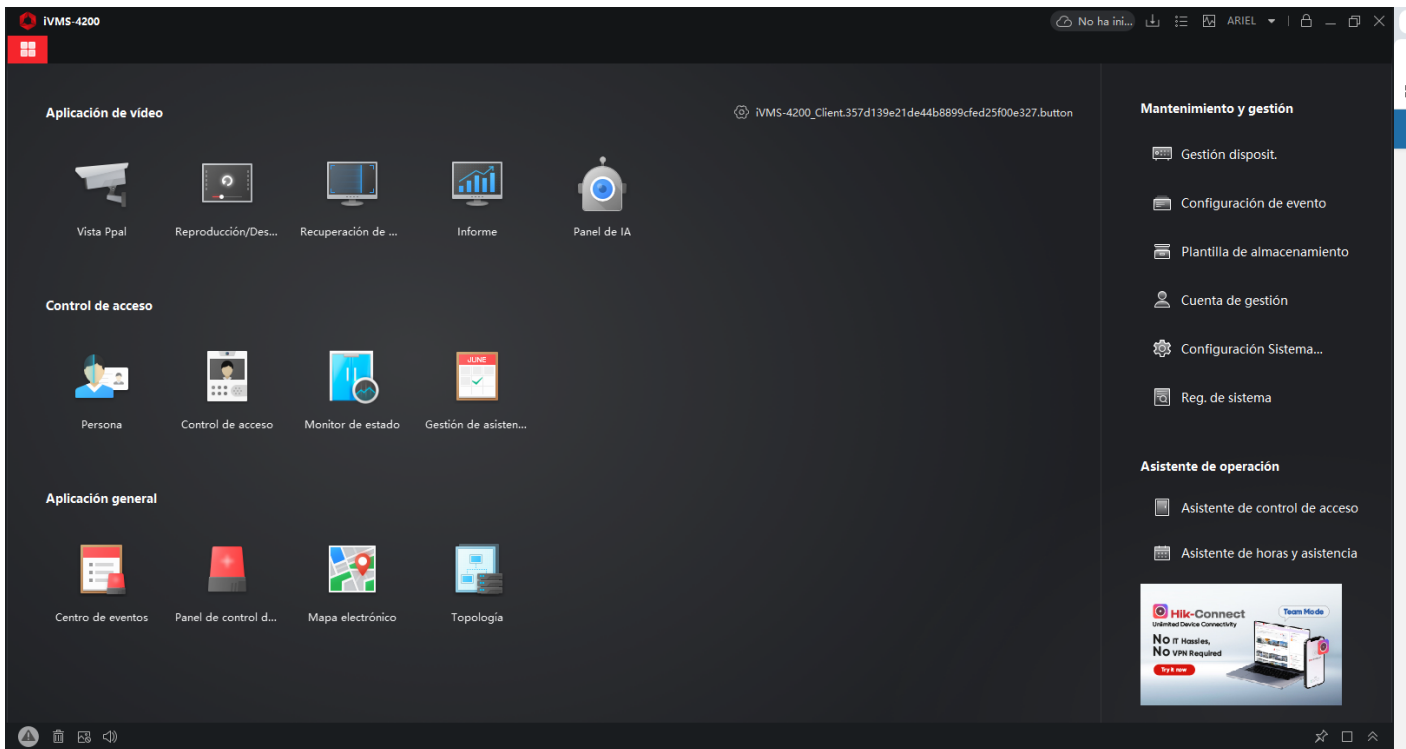 iVMS-4200
No ha ini...
ARIEL
Aplicación de vídeo
iVMS-4200_Client.357d139e21de44b8899cfed25f00e327.button
Vista Ppal
Reproducción/Des...
Recuperación de ...
Informe
Panel de IA
Control de acceso
JUNE
Persona
Control de acceso
Monitor de estado
Gestión de asisten...
Aplicación general
Centro de eventos
Panel de control d...
Mapa electrónico
Topología
Mantenimiento y gestión
Gestión disposit.
Configuración de evento
Plantilla de almacenamiento
Cuenta de gestión
Configuración Sistema...
Reg. de sistema
Asistente de operación
Asistente de control de acceso
Asistente de horas y asistencia
Hik-Connect
Team Mode
Unlimited Device Connectivity
No IT Hassles,
No VPN Required
Try it now